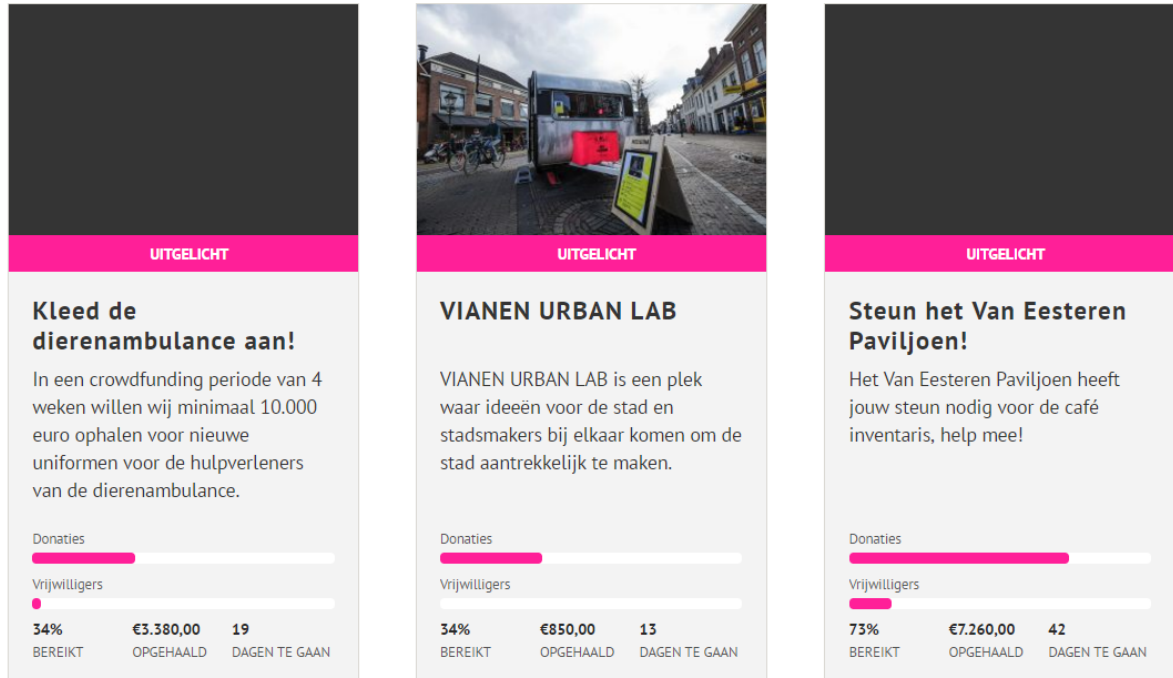 UITGELICHT
Kleed de
dierenambulance aan!
In een crowdfunding periode van 4
weken willen wij minimaal 10.000
euro ophalen voor nieuwe
uniformen voor de hulpverleners
van de dierenambulance.
Donaties
Vrijwilligers
34% €3.380,00 19
BEREIKT OPGEHAALD DAGEN TE GAAN
UITGELICHT
VIANEN URBAN LAB
VIANEN URBAN LAB is een plek
waar ideeën voor de stad en
stadsmakers bij elkaar komen om de
stad aantrekkelijk te maken.
Donaties
Vrijwilligers
34% €850,00 13
BEREIKT OPGEHAALD DAGEN TE GAAN
UITGELICHT
Steun het Van Eesteren
Paviljoen!
Het Van Eesteren Paviljoen heeft
jouw steun nodig voor de café
inventaris, help mee!
Donaties
Vrijwilligers
73% €7.260,00 42
BEREIKT OPGEHAALD DAGEN TE GAAN